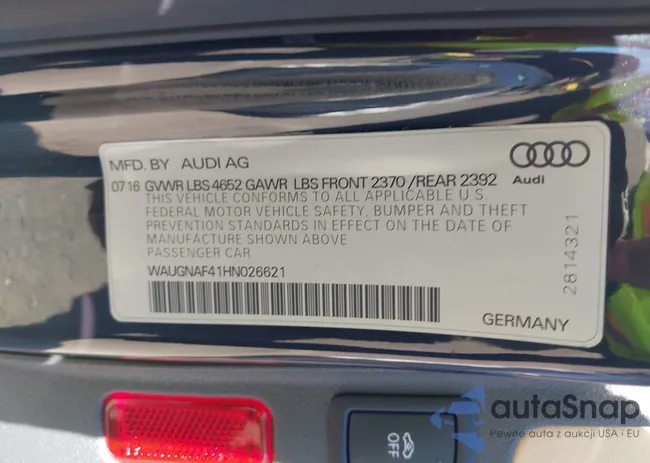 MFD. BY AUDI AG
07 16 GVWR LBS 4652 GAWR LBS FRONT 2370 /REAR 2392
Audi
THIS VEHICLE CONFORMS TO ALL APPLICABLE U.S
FEDERAL MOTOR VEHICLE SAFETY, BUMPER AND THEFT
PREVENTION STANDARDS IN EFFECT ON THE DATE OF
MANUFACTURE SHOWN ABOVE
PASSENGER CAR
WAUGNAF41HN026621
2814321
GERMANY
OFF
autaSnap
Pewne auta z aukcji USA i EU